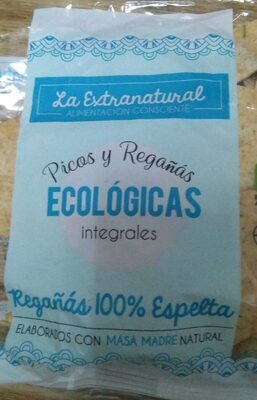 La Extranatural
ALIMENTACIÓN CONSCIENTE
Picos y Regañás
ECOLÓGICAS
integrales
Regañás 100% Espelta
ELABORADOS CON MASA MADRE NATURAL